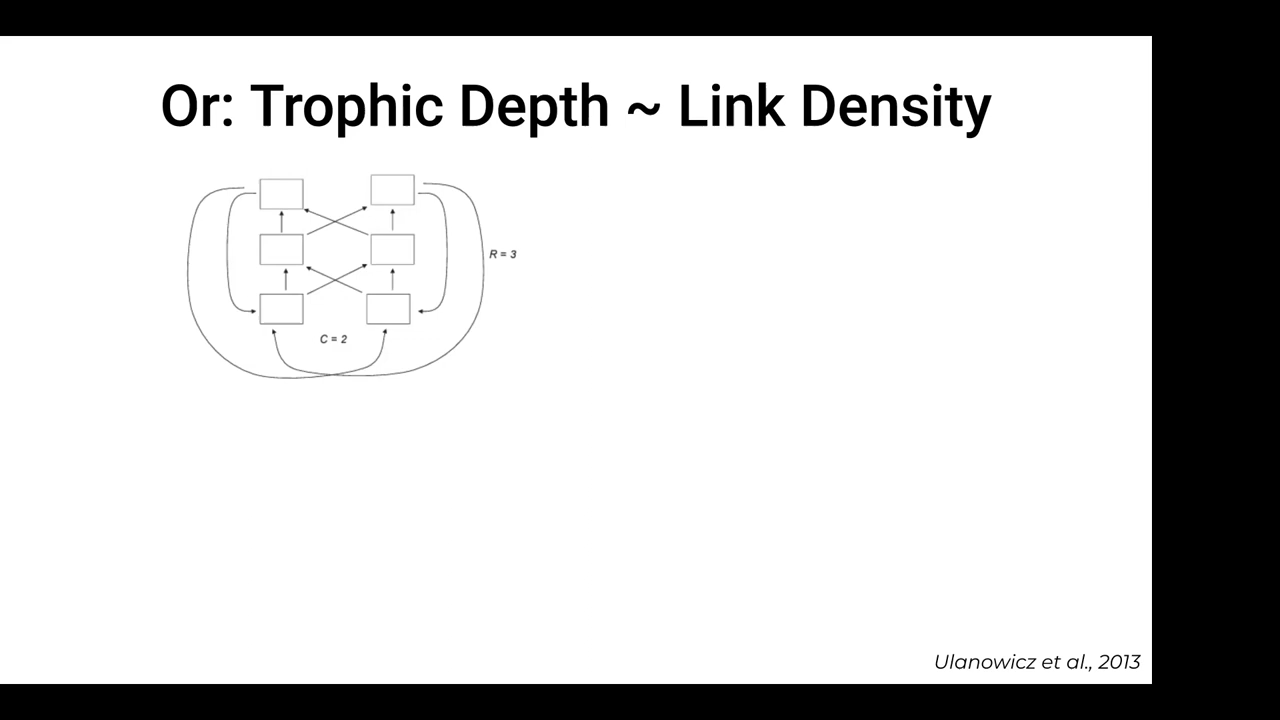 Or: Trophic Depth ~ Link Density
R = 3
C = 2
Ulanowicz et al., 2013